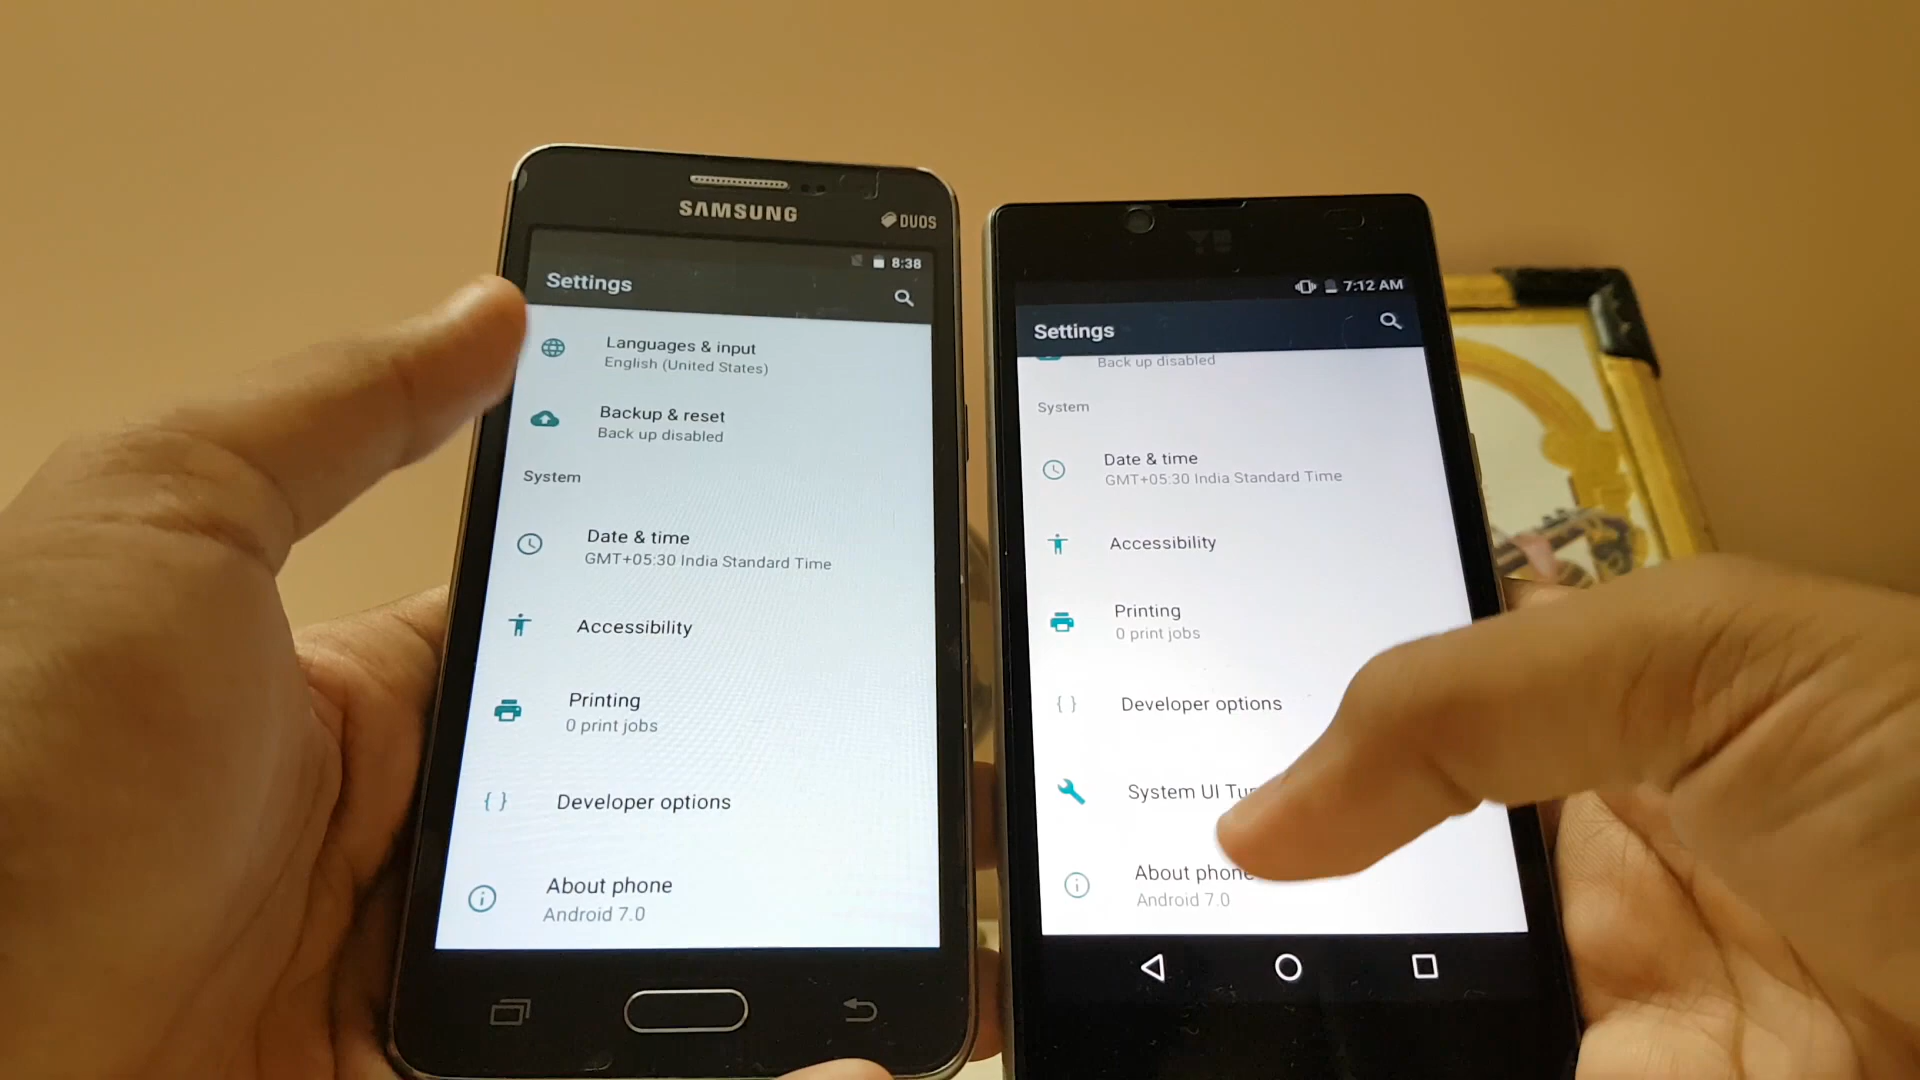 SAMSUNG
DUOS
8:38
Settings
Languages & input
English (United States)
Backup & reset
Back up disabled
System
Date & time
GMT+05:30 India Standard Time
Accessibility
Printing
0 print jobs
{ } Developer options
About phone
Android 7.0
7:12 AM
Settings
Back up disabled
System
Date & time
GMT+05:30 India Standard Time
Accessibility
Printing
0 print jobs
{ } Developer options
System UI
About phone
Android 7.0